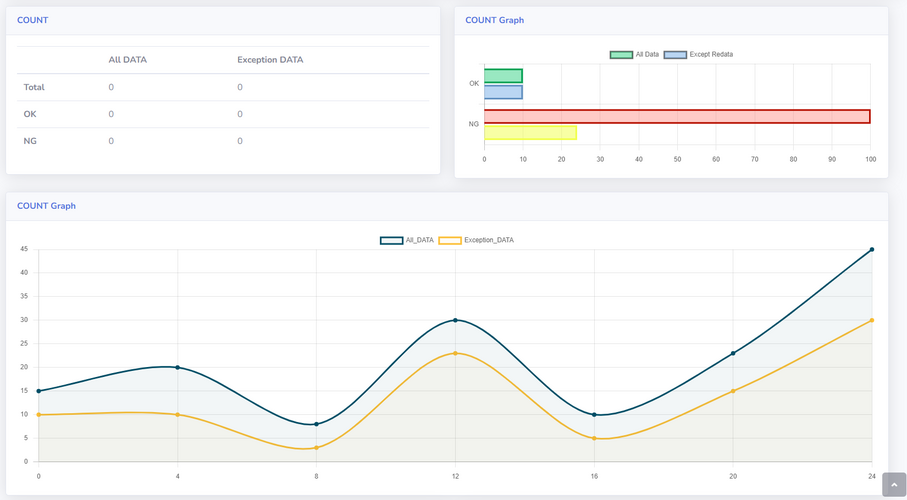 COUNT
All DATA Exception DATA
Total 0 0
OK 0 0
NG 0 0
COUNT Graph
All Data Except Redata
OK
NG
0 10 20 30 40 50 60 70 80 90 100
COUNT Graph
All_DATA Exception_DATA
45
40
35
30
25
20
15
10
5
0
0 4 8 12 16 20 24